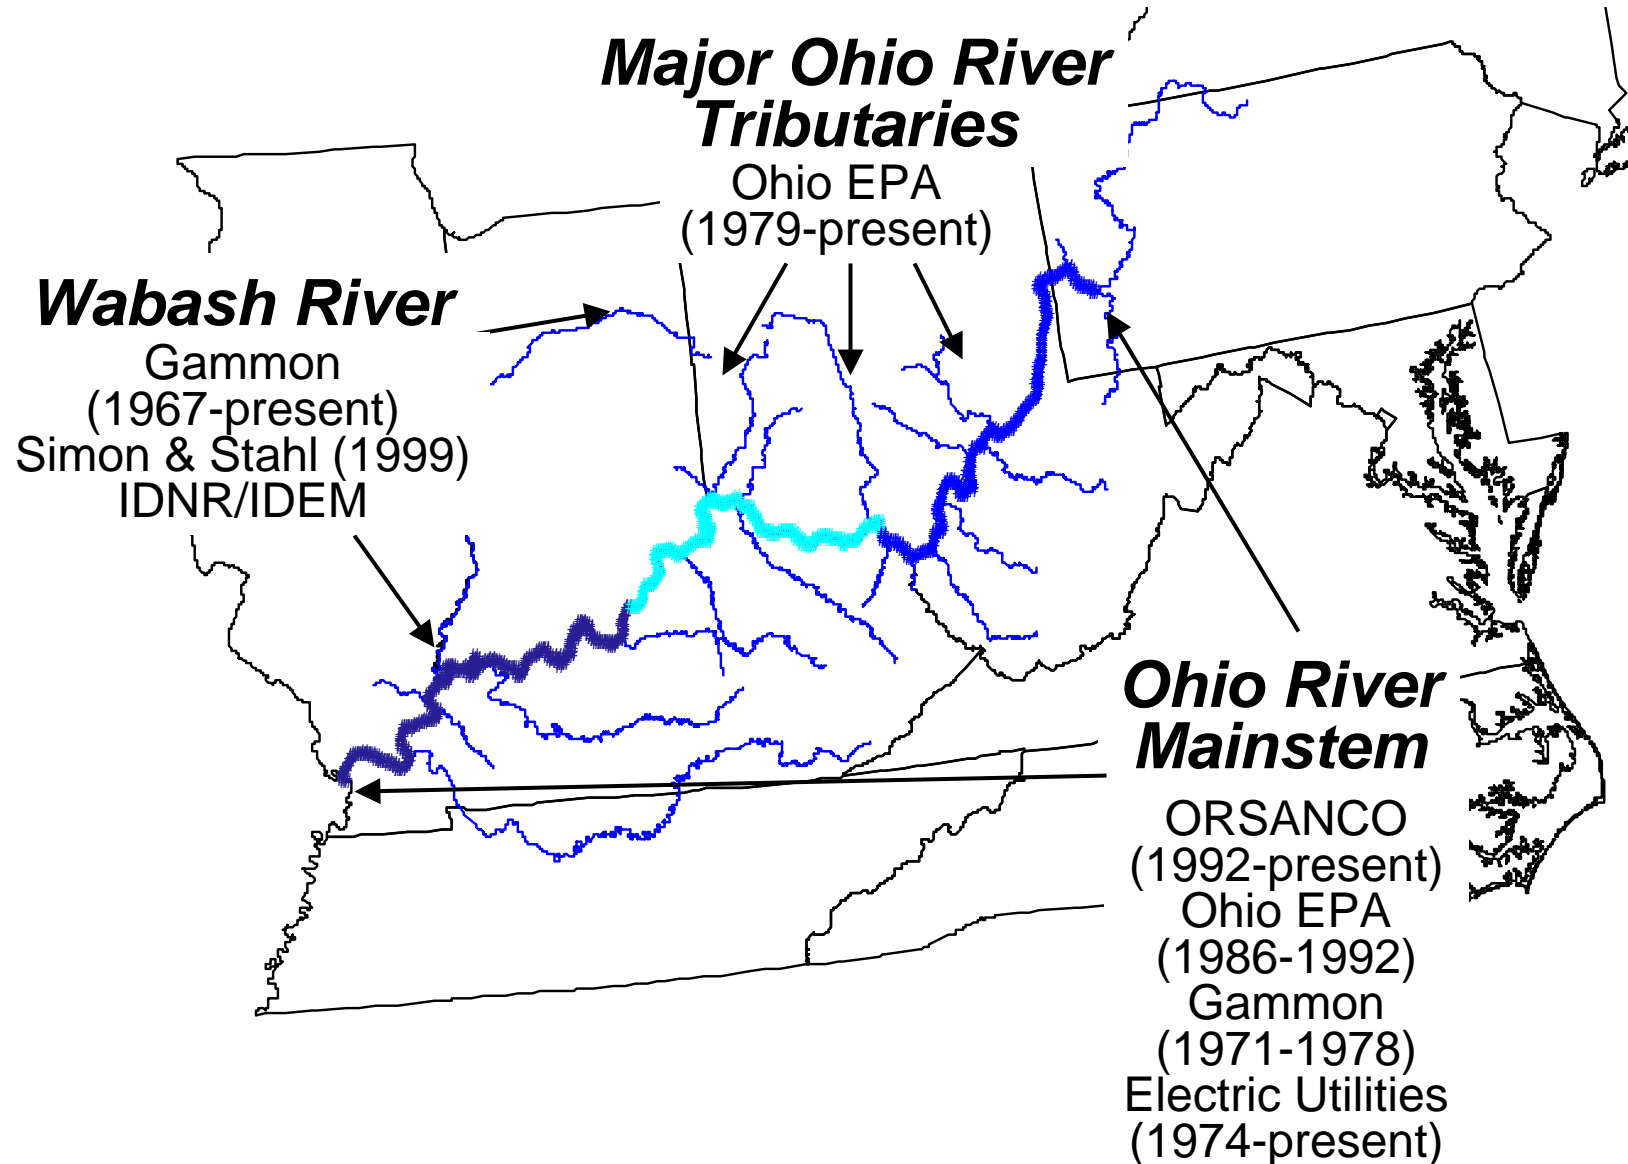 Major Ohio River
Tributaries
Ohio EPA
(1979-present)
Wabash River
Gammon
(1967-present)
Simon & Stahl (1999)
IDNR/IDEM
Ohio River
Mainstem
ORSANCO
(1992-present)
Ohio EPA
(1986-1992)
Gammon
(1971-1978)
Electric Utilities
(1974-present)